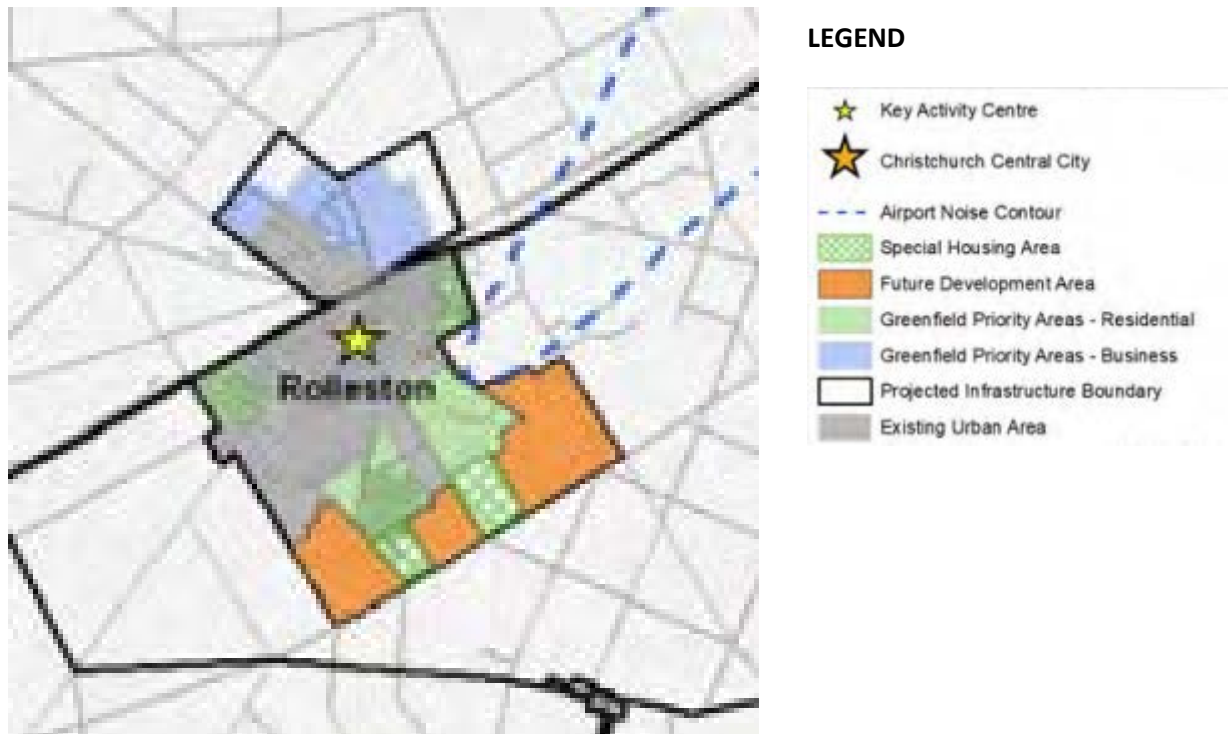 Rolleston
LEGEND
Key Activity Centre
Christchurch Central City
Airport Noise Contour
Special Housing Area
Future Development Area
Greenfield Priority Areas - Residential
Greenfield Priority Areas - Business
Projected Infrastructure Boundary
Existing Urban Area